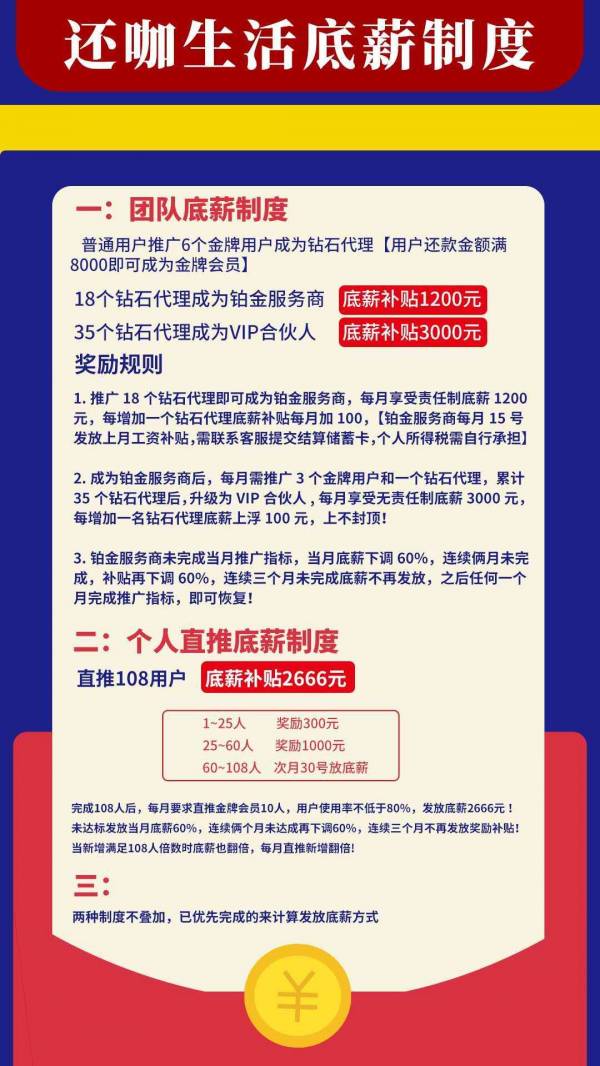 还咖生活底薪制度
一：团队底薪制度
普通用户推广6个金牌用户成为钻石代理【用户还款金额满
8000即可成为金牌会员】
18个钻石代理成为铂金服务商 底薪补贴1200元
35个钻石代理成为VIP合伙人 底薪补贴3000元
奖励规则
1. 推广 18 个钻石代理即可成为铂金服务商，每月享受责任制底薪 1200
元，每增加一个钻石代理底薪补贴每月加 100，【铂金服务商每月 15 号
发放上月工资补贴,需联系客服提交结算储蓄卡,个人所得税需自行承担】
2. 成为铂金服务商后，每月需推广 3 个金牌用户和一个钻石代理，累计
35 个钻石代理后,升级为 VIP 合伙人 , 每月享受无责任制底薪 3000 元，
每增加一名钻石代理底薪上浮 100 元，上不封顶！
3. 铂金服务商未完成当月推广指标，当月底薪下调 60%，连续俩月未完
成，补贴再下调 60%，连续三个月未完成底薪不再发放，之后任何一个
月完成推广指标，即可恢复！
二：个人直推底薪制度
直推108用户 底薪补贴2666元
1~25人 奖励300元
25~60人 奖励1000元
60~108人 次月30号放底薪
完成108人后，每月要求直推金牌会员10人，用户使用率不低于80%，发放底薪2666元！
未达标发放当月底薪60%，连续俩个月未达成再下调60%，连续三个月不再发放奖励补贴！
当新增满足108人倍数时底薪也翻倍，每月直推新增翻倍!
三：
两种制度不叠加，已优先完成的来计算发放底薪方式
¥